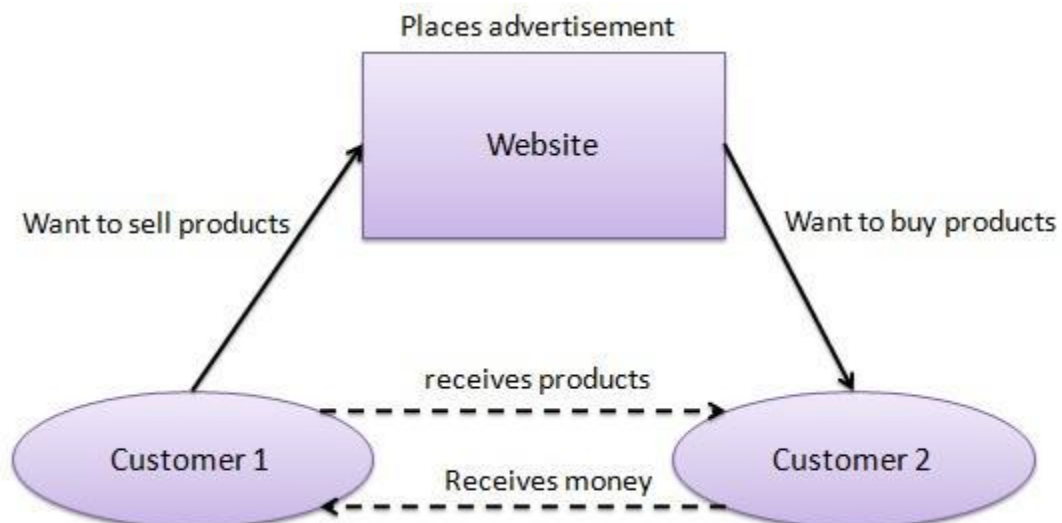 Places advertisement
Website
Want to sell products
Want to buy products
receives products
Customer 1
Customer 2
Receives money